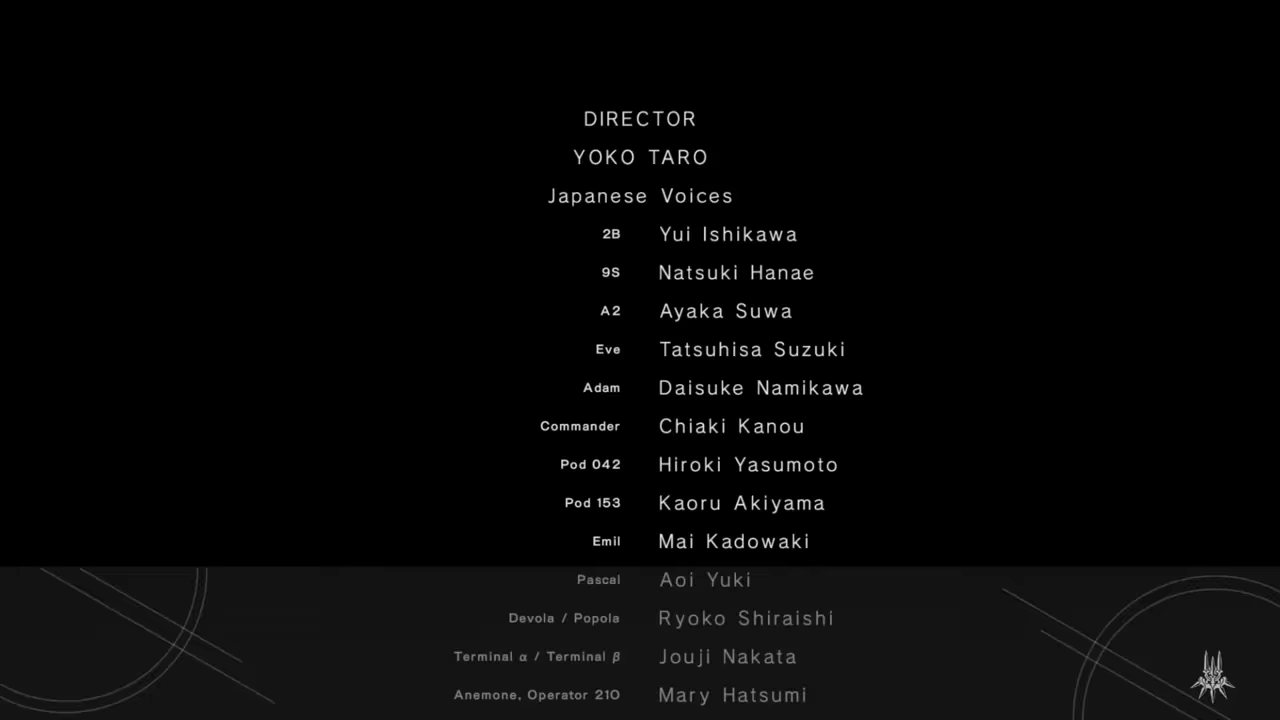 DIRECTOR
YOKO TARO
Japanese Voices
2B Yui Ishikawa
9S Natsuki Hanae
A2 Ayaka Suwa
Eve Tatsuhisa Suzuki
Adam Daisuke Namikawa
Commander Chiaki Kanou
Pod 042 Hiroki Yasumoto
Pod 153 Kaoru Akiyama
Emil Mai Kadowaki
Pascal Aoi Yuki
Devola / Popola Ryoko Shiraishi
Terminal α / Terminal β Jouji Nakata
Anemone, Operator 21O Mary Hatsumi